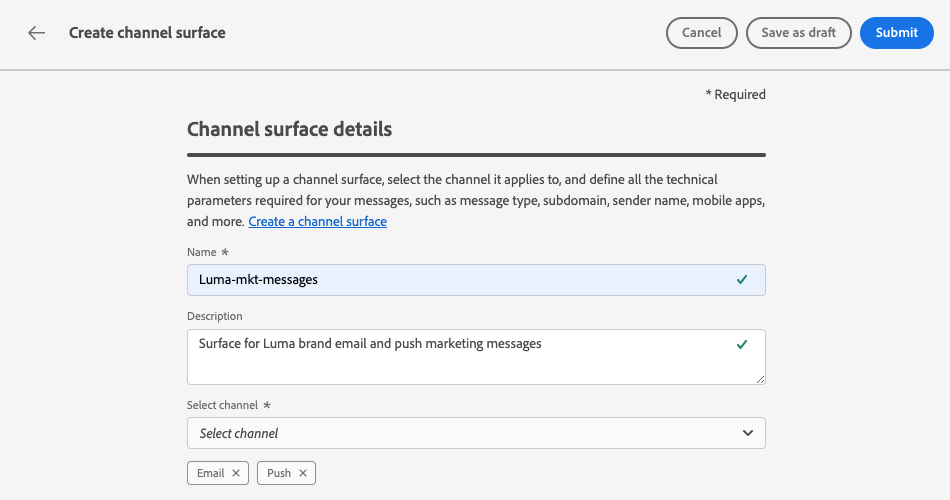 Create channel surface
Cancel
Save as draft
Submit
* Required
Channel surface details
When setting up a channel surface, select the channel it applies to, and define all the technical
parameters required for your messages, such as message type, subdomain, sender name, mobile apps,
and more. Create a channel surface
Name *
Luma-mkt-messages
Description
Surface for Luma brand email and push marketing messages
Select channel *
Select channel
Email
Push